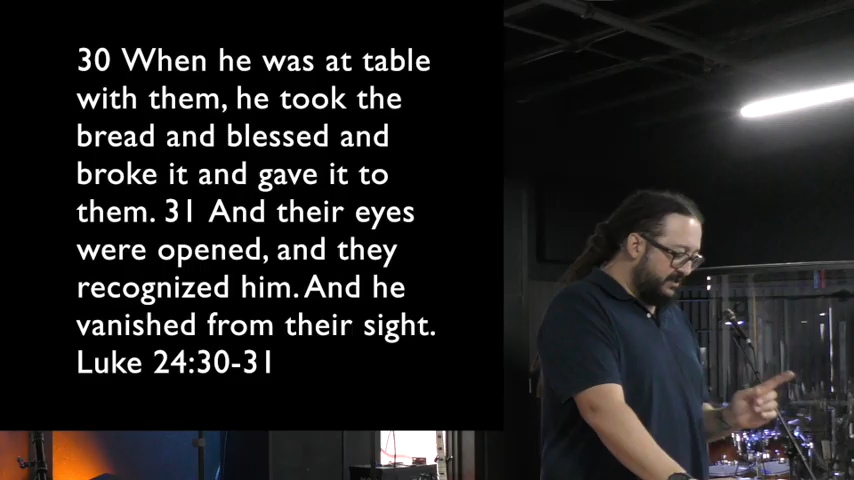 30 When he was at table
with them, he took the
bread and blessed and
broke it and gave it to
them. 31 And their eyes
were opened, and they
recognized him. And he
vanished from their sight.
Luke 24:30-31